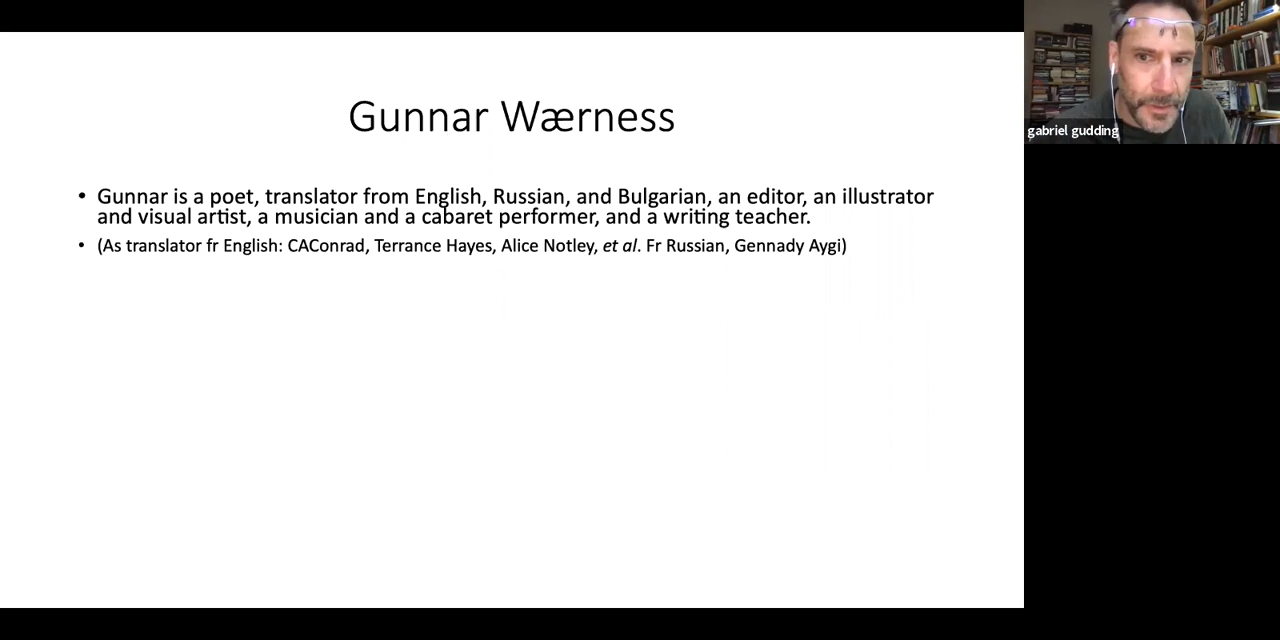 Gunnar Wærness
• Gunnar is a poet, translator from English, Russian, and Bulgarian, an editor, an illustrator
and visual artist, a musician and a cabaret performer, and a writing teacher.
• (As translator fr English: CAConrad, Terrance Hayes, Alice Notley, et al. Fr Russian, Gennady Aygi)
gabriel gudding